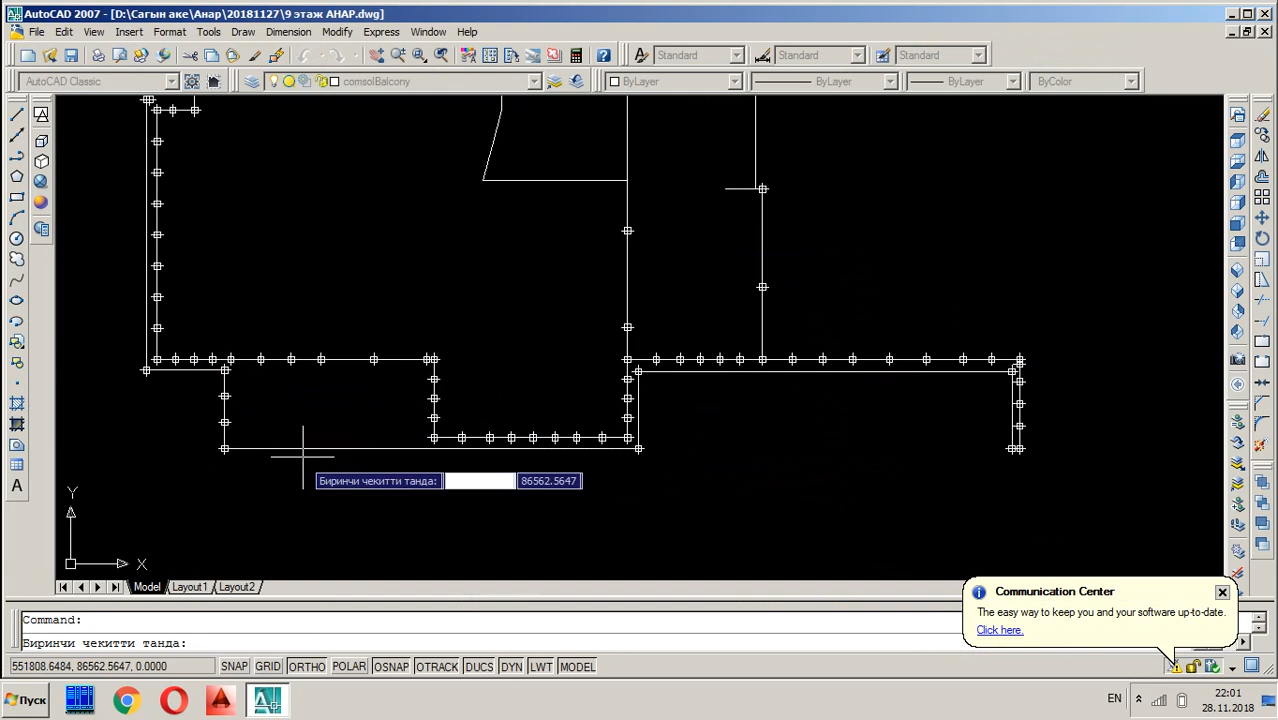 AutoCAD 2007 - [D:\Сагын аке\Анар\20181127\9 этаж АНАР.dwg]
File Edit View Insert Format Tools Draw Dimension Modify Express Window Help
Standard Standard Standard
AutoCAD Classic comsolBalcony ByLayer ByLayer ByLayer ByColor
Биринчи чекитти танда: 86562.5647
Y
X
Model Layout1 Layout2
Communication Center
The easy way to keep you and your software up-to-date.
Click here.
Command:
Биринчи чекитти танда:
551808.6484, 86562.5647, 0.0000 SNAP GRID ORTHO POLAR OSNAP OTRACK DUCS DYN LWT MODEL
Пуск EN 22:01
28.11.2018